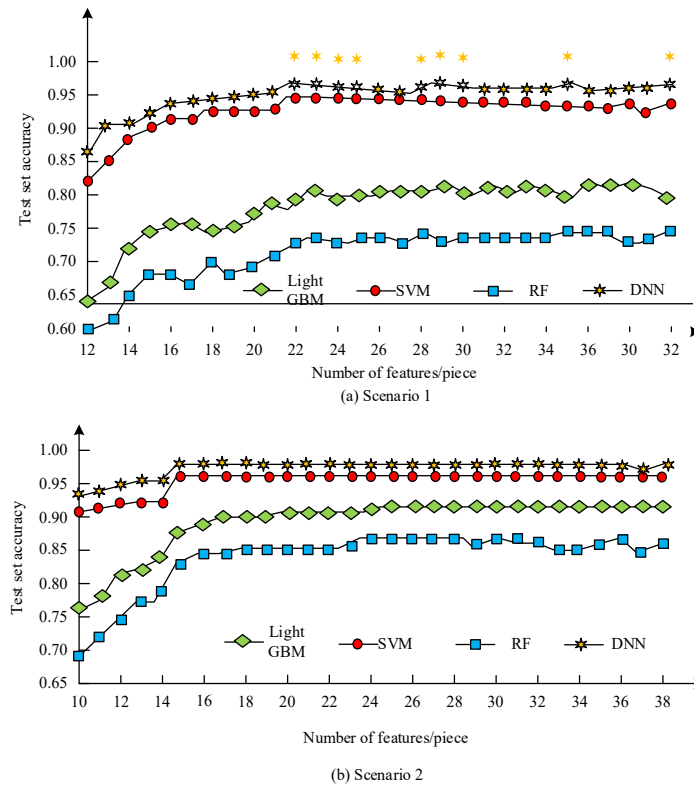 1.00
0.95
0.90
0.85
0.80
0.75
0.70
0.65
0.60
Test set accuracy
Light GBM SVM RF DNN
12 12 14 16 18 20 22 24 26 28 30 32 34 36 30 32
Number of features/piece
(a) Scenario 1
1.00
0.95
0.90
0.85
0.80
0.75
0.70
0.65
Test set accuracy
Light GBM SVM RF DNN
10 12 14 16 18 20 22 24 26 28 30 32 34 36 38
Number of features/piece
(b) Scenario 2